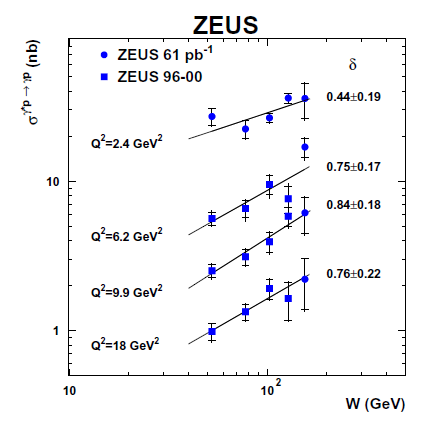 ZEUS
ZEUS 61 pb⁻¹
ZEUS 96-00
δ
σ^γ*p → γp (nb)
0.44±0.19
Q²=2.4 GeV²
0.75±0.17
10
0.84±0.18
Q²=6.2 GeV²
0.76±0.22
Q²=9.9 GeV²
1
Q²=18 GeV²
10
10²
W (GeV)